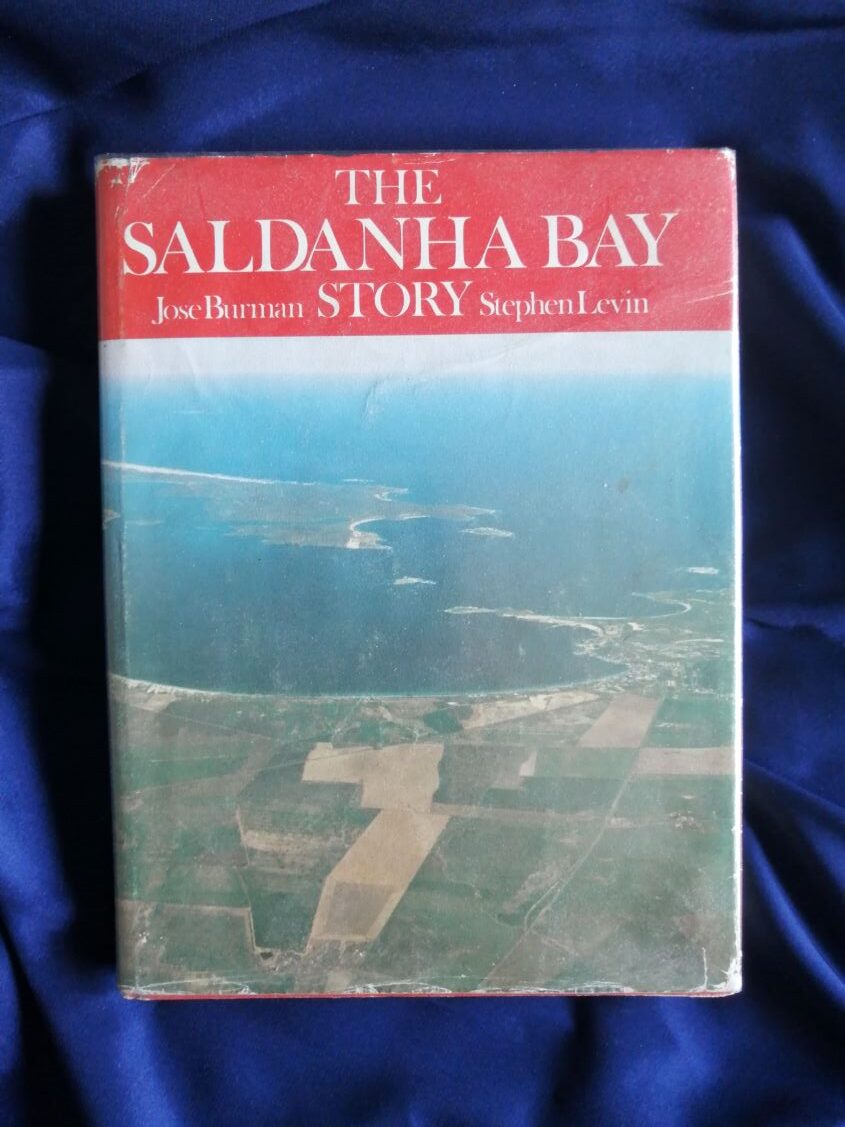 THE
SALDANHA BAY
Jose Burman STORY Stephen Levin